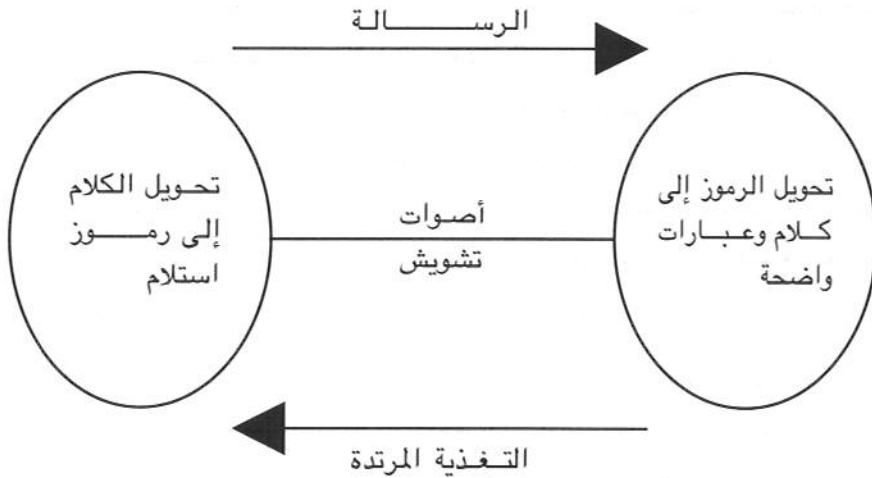 الرسالة
تحويل الرموز إلى
كلام وعبارات
واضحة
أصوات
تشويش
تحويل الكلام
إلى رموز
استلام
التغذية المرتدة